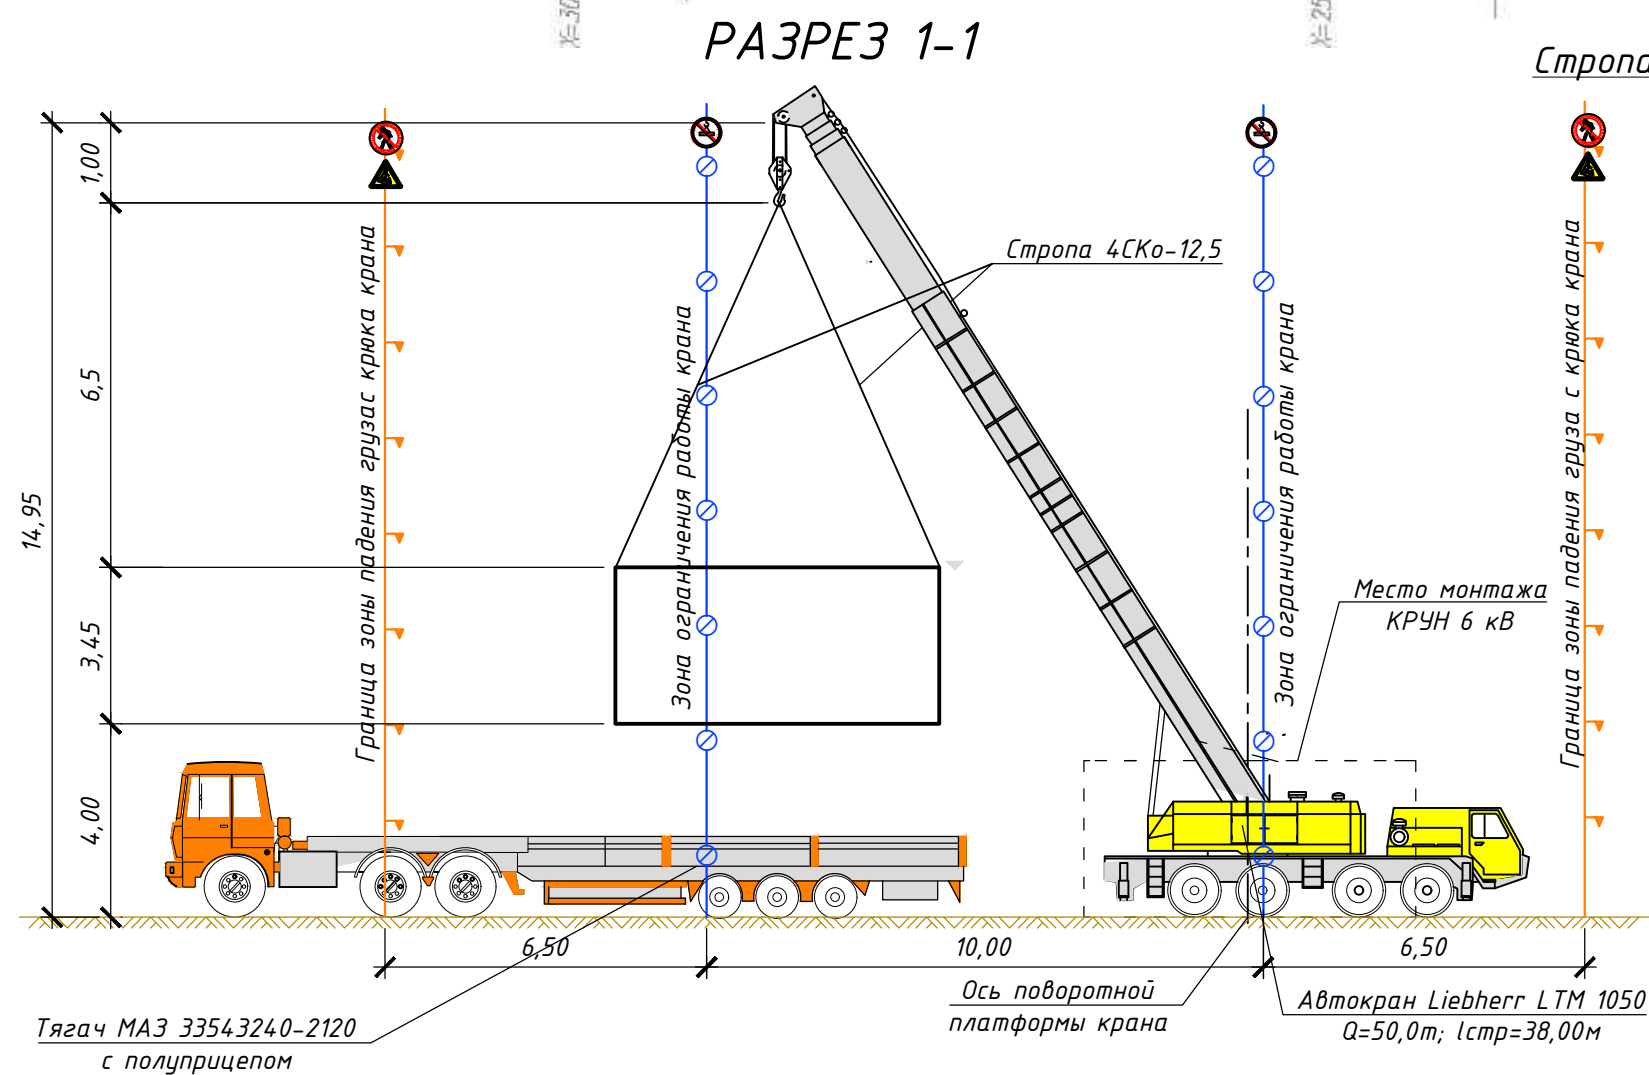 X=30
X=25
РАЗРЕЗ 1-1
Стропа
1,00
6,5
3,45
4,00
14,95
Граница зоны падения грузас крюка крана
Зона ограничения работы крана
Стропа 4СКо-12,5
Зона ограничения работы крана
Граница зоны падения груза с крюка крана
Место монтажа
КРУН 6 кВ
6,50
10,00
6,50
Тягач МАЗ 33543240-2120
с полуприцепом
Ось поворотной
платформы крана
Автокран Liebherr LTM 1050
Q=50,0т; lстр=38,00м